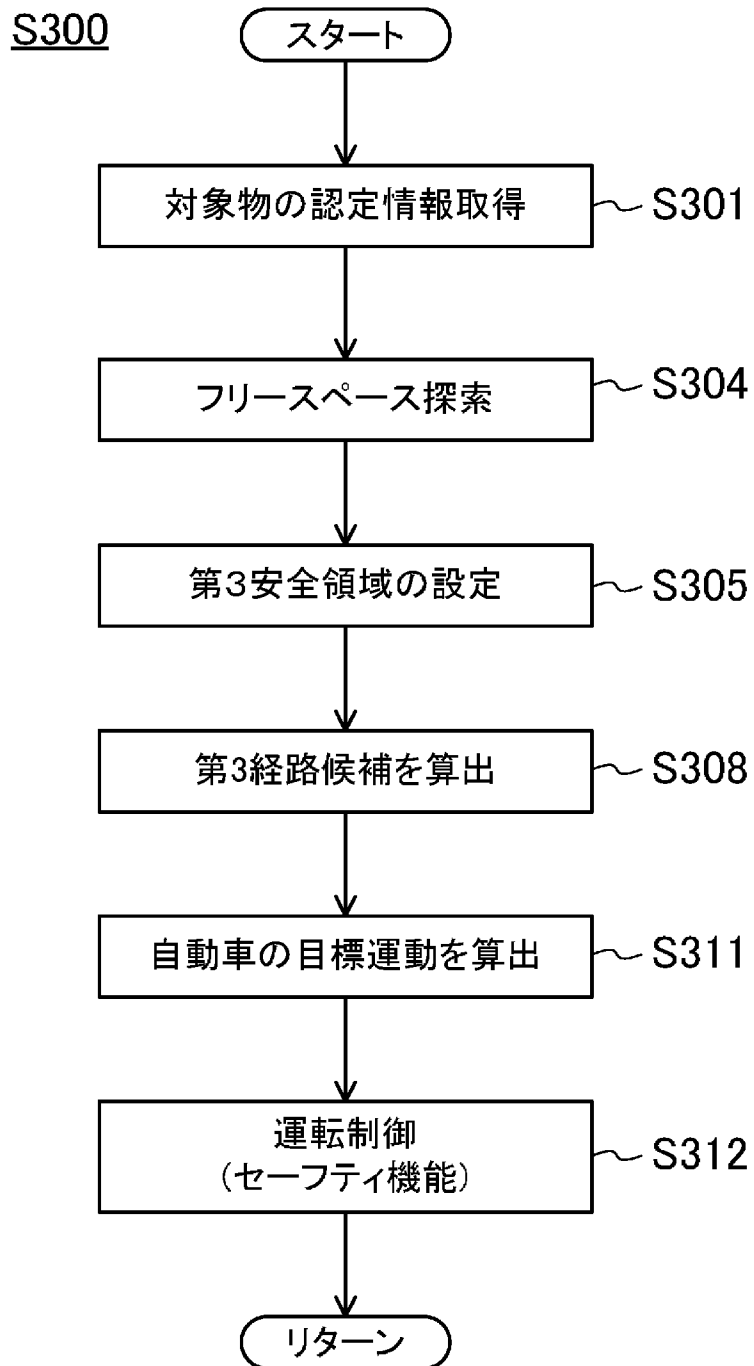 S300
スタート
対象物の認定情報取得
S301
フリースペース探索
S304
第3安全領域の設定
S305
第3経路候補を算出
S308
自動車の目標運動を算出
S311
運転制御
(セーフティ機能)
S312
リターン